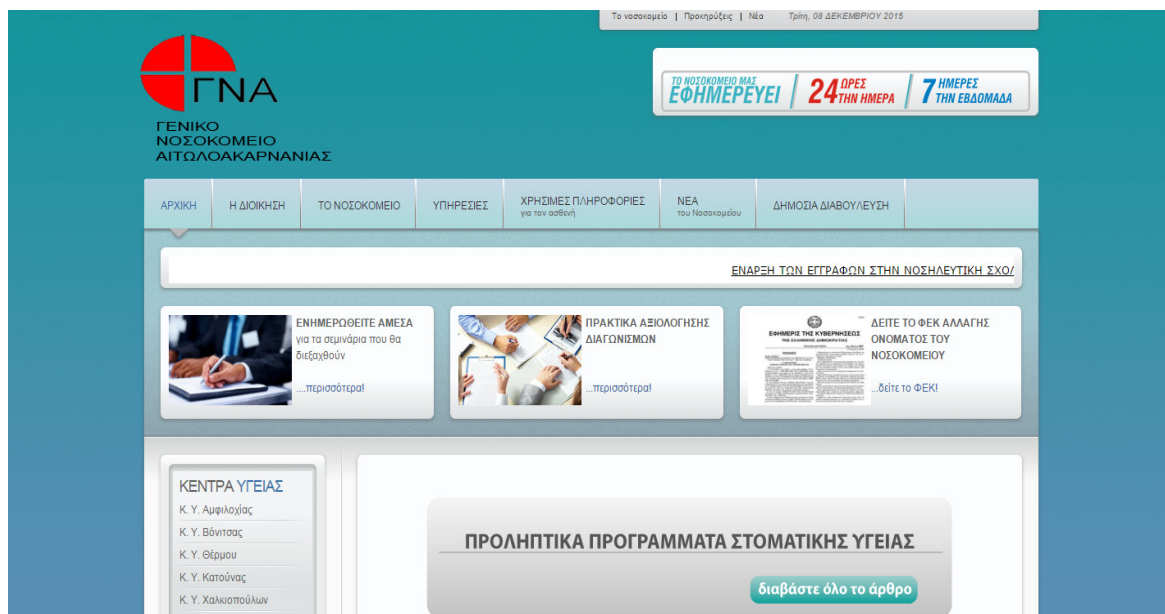 Το νοσοκομείο | Προκηρύξεις | Νέα Τρίτη, 08 ΔΕΚΕΜΒΡΙΟΥ 2015
ΓΝΑ
ΓΕΝΙΚΟ
ΝΟΣΟΚΟΜΕΙΟ
ΑΙΤΩΛΟΑΚΑΡΝΑΝΙΑΣ
ΤΟ ΝΟΣΟΚΟΜΕΙΟ ΜΑΣ
ΕΦΗΜΕΡΕΥΕΙ
24 ΩΡΕΣ
ΤΗΝ ΗΜΕΡΑ
7 ΗΜΕΡΕΣ
ΤΗΝ ΕΒΔΟΜΑΔΑ
ΑΡΧΙΚΗ
Η ΔΙΟΙΚΗΣΗ
ΤΟ ΝΟΣΟΚΟΜΕΙΟ
ΥΠΗΡΕΣΙΕΣ
ΧΡΗΣΙΜΕΣ ΠΛΗΡΟΦΟΡΙΕΣ
για τον ασθενή
ΝΕΑ
του Νοσοκομείου
ΔΗΜΟΣΙΑ ΔΙΑΒΟΥΛΕΥΣΗ
ΕΝΑΡΞΗ ΤΩΝ ΕΓΓΡΑΦΩΝ ΣΤΗΝ ΝΟΣΗΛΕΥΤΙΚΗ ΣΧΟΛ
ΕΝΗΜΕΡΩΘΕΙΤΕ ΑΜΕΣΑ
για τα σεμινάρια που θα
διεξαχθούν
....περισσότερα!
ΠΡΑΚΤΙΚΑ ΑΞΙΟΛΟΓΗΣΗΣ
ΔΙΑΓΩΝΙΣΜΩΝ
...περισσότερα!
ΕΦΗΜΕΡΙΣ ΤΗΣ ΚΥΒΕΡΝΗΣΕΩΣ
ΤΗΣ ΕΛΛΗΝΙΚΗΣ ΔΗΜΟΚΡΑΤΙΑΣ
ΔΕΙΤΕ ΤΟ ΦΕΚ ΑΛΛΑΓΗΣ
ΟΝΟΜΑΤΟΣ ΤΟΥ
ΝΟΣΟΚΟΜΕΙΟΥ
...δείτε το ΦΕΚ!
ΚΕΝΤΡΑ ΥΓΕΙΑΣ
Κ. Υ. Αμφιλοχίας
Κ. Υ. Βόνιτσας
Κ. Υ. Θέρμου
Κ. Υ. Κατούνας
Κ. Υ. Χαλκιοπούλων
ΠΡΟΛΗΠΤΙΚΑ ΠΡΟΓΡΑΜΜΑΤΑ ΣΤΟΜΑΤΙΚΗΣ ΥΓΕΙΑΣ
διαβάστε όλο το άρθρο